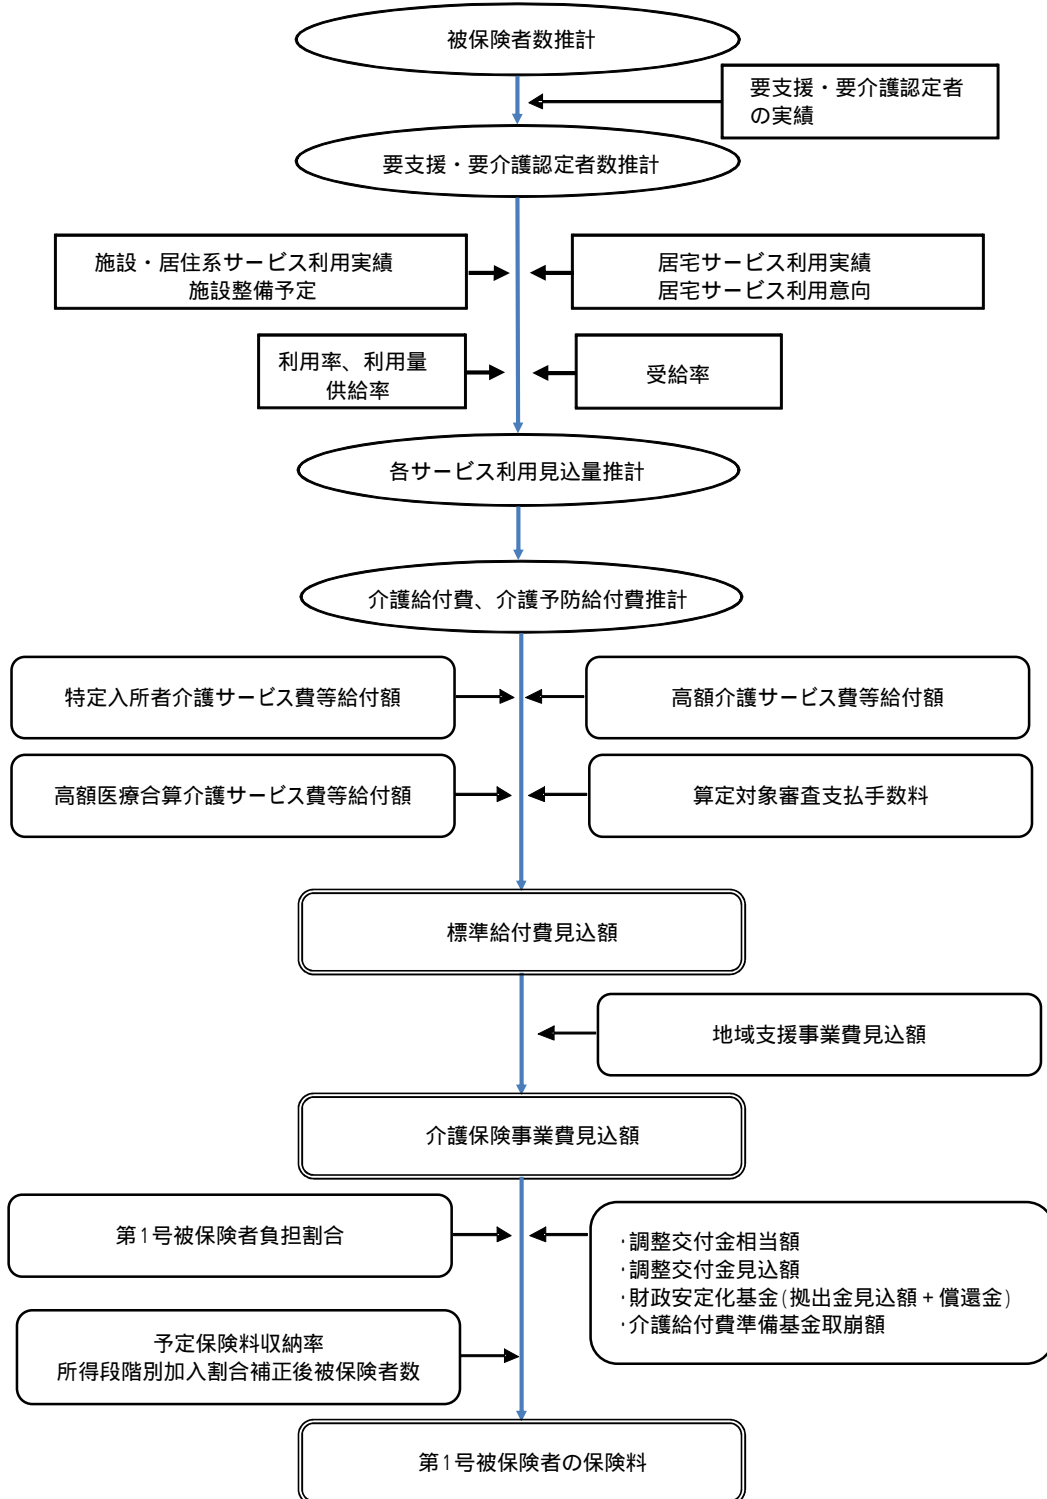 被保険者数推計
要支援・要介護認定者
の実績
要支援・要介護認定者数推計
施設・居住系サービス利用実績
施設整備予定
居宅サービス利用実績
居宅サービス利用意向
利用率、利用量
供給率
受給率
各サービス利用見込量推計
介護給付費、介護予防給付費推計
特定入所者介護サービス費等給付額
高額介護サービス費等給付額
高額医療合算介護サービス費等給付額
算定対象審査支払手数料
標準給付費見込額
地域支援事業費見込額
介護保険事業費見込額
第1号被保険者負担割合
・調整交付金相当額
・調整交付金見込額
・財政安定化基金(拠出金見込額+償還金)
・介護給付費準備基金取崩額
予定保険料収納率
所得段階別加入割合補正後被保険者数
第1号被保険者の保険料